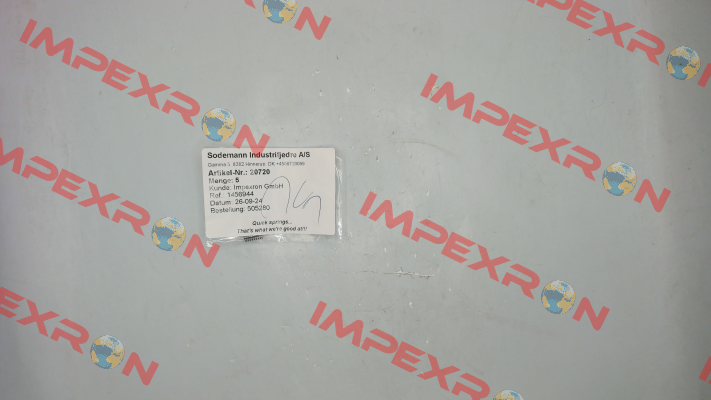 Sodemann Industrifjedre A/S
Artikel-Nr.: 20720
Menge: 5
Kunde: Impexron GmbH
Ref.: 1456944
Datum: 26-09-24
Bestellung: 505280
Quick springs...
That's what we're good at!!
IMPEXRON
IMPEXRON
IMPEXRON
IMPEXRON
IMPEXRON
IMPEXRON
IMPEXRON